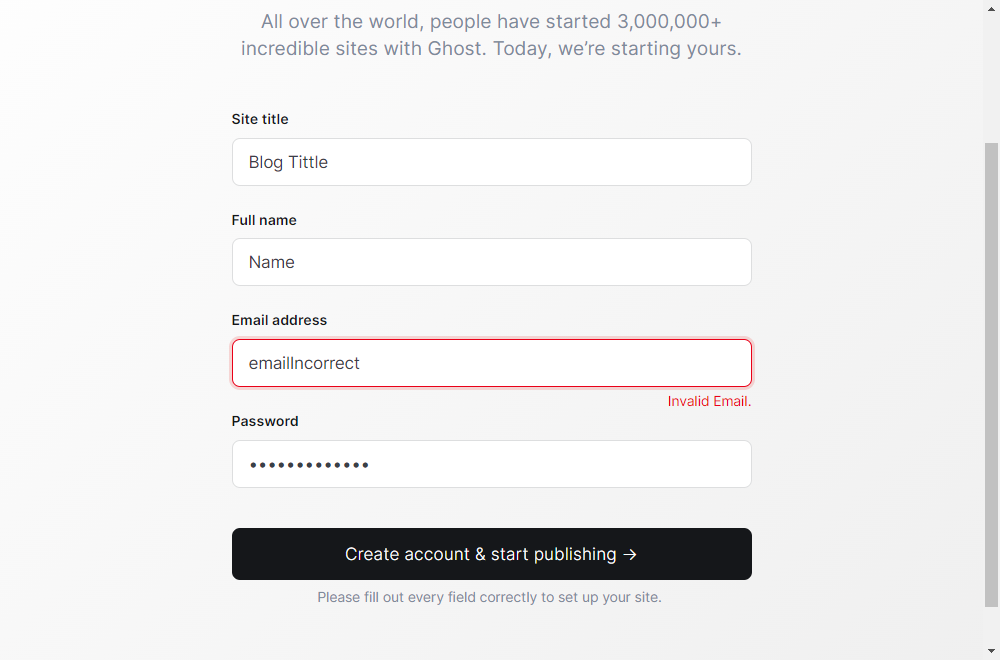 All over the world, people have started 3,000,000+
incredible sites with Ghost. Today, we’re starting yours.
Site title
Blog Tittle
Full name
Name
Email address
emailIncorrect
Invalid Email.
Password
•••••••••••••
Create account & start publishing →
Please fill out every field correctly to set up your site.